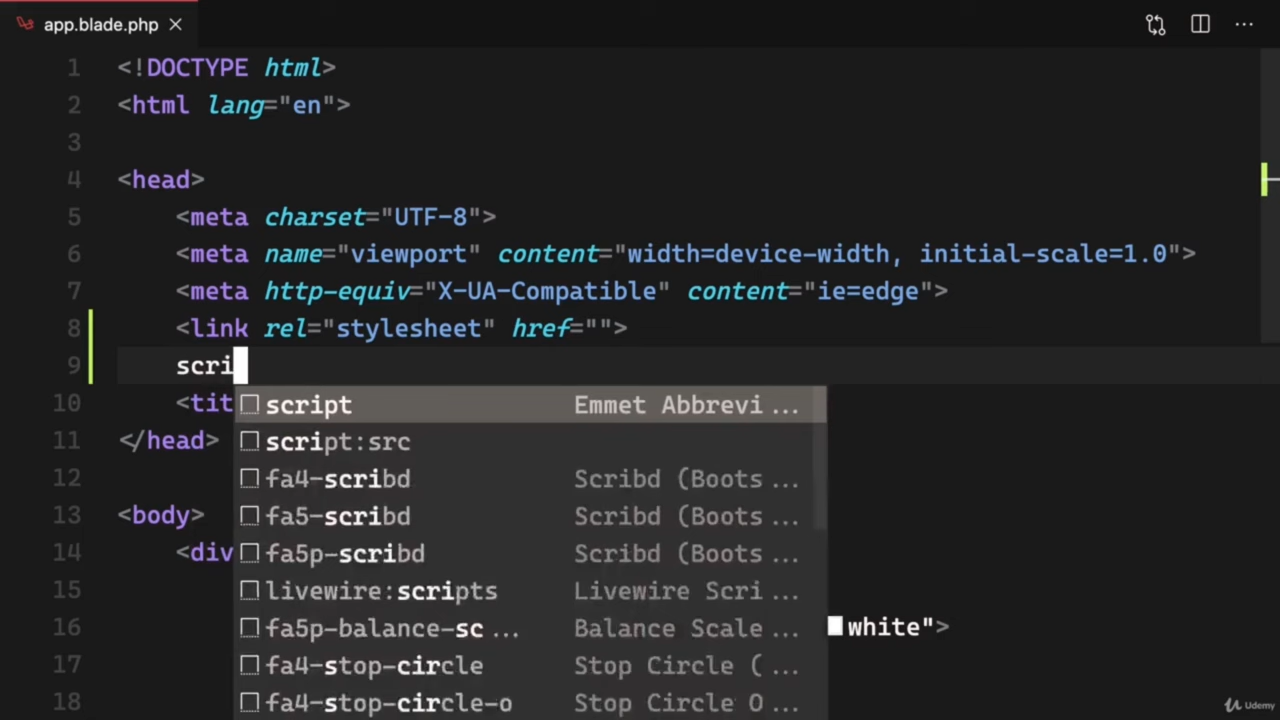 app.blade.php
1 <!DOCTYPE html>
2 <html lang="en">
3
4 <head>
5 <meta charset="UTF-8">
6 <meta name="viewport" content="width=device-width, initial-scale=1.0">
7 <meta http-equiv="X-UA-Compatible" content="ie=edge">
8 <link rel="stylesheet" href="">
9 scri
10 <tit
script Emmet Abbrevi ...
11 </head>
script:src
12
fa4-scribd Scribd (Boots ...
13 <body>
fa5-scribd Scribd (Boots ...
14 <div
fa5p-scribd Scribd (Boots ...
15
livewire:scripts Livewire Scri ...
16
fa5p-balance-sc ... Balance Scale ...
white">
17
fa4-stop-circle Stop Circle ( ...
18
fa4-stop-circle-o Stop Circle O ...
Udemy